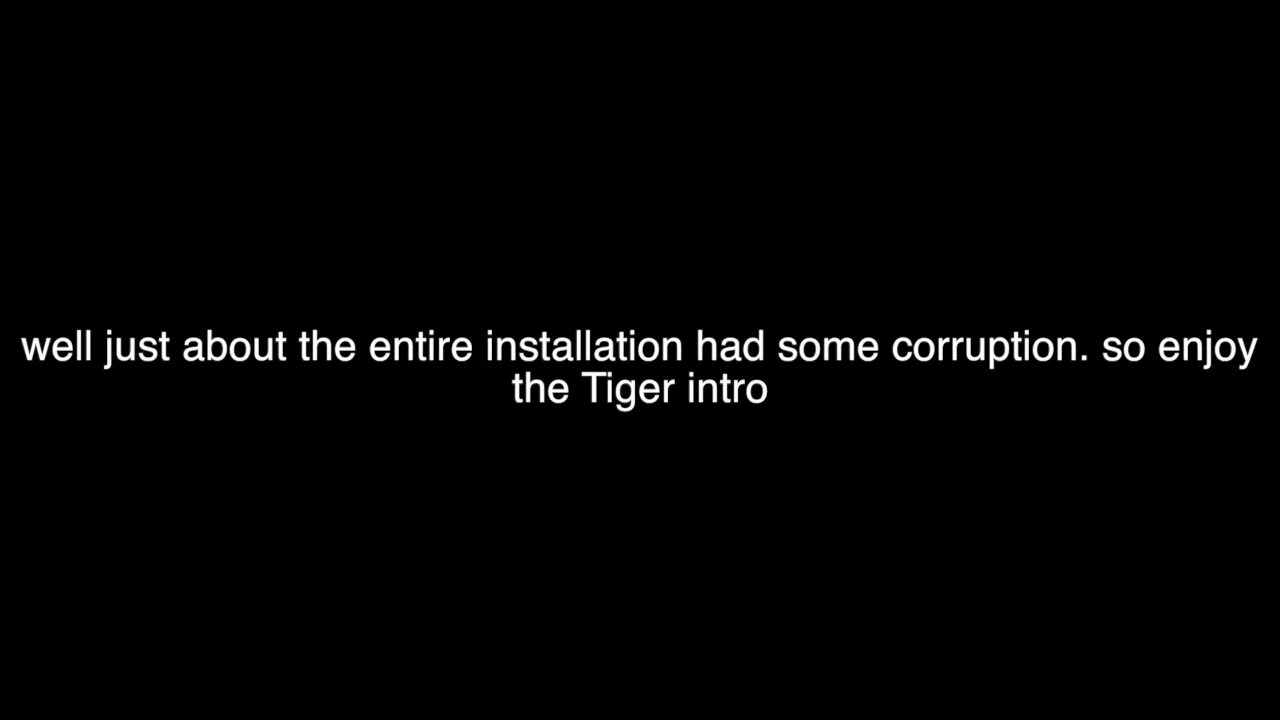 well just about the entire installation had some corruption. so enjoy
the Tiger intro